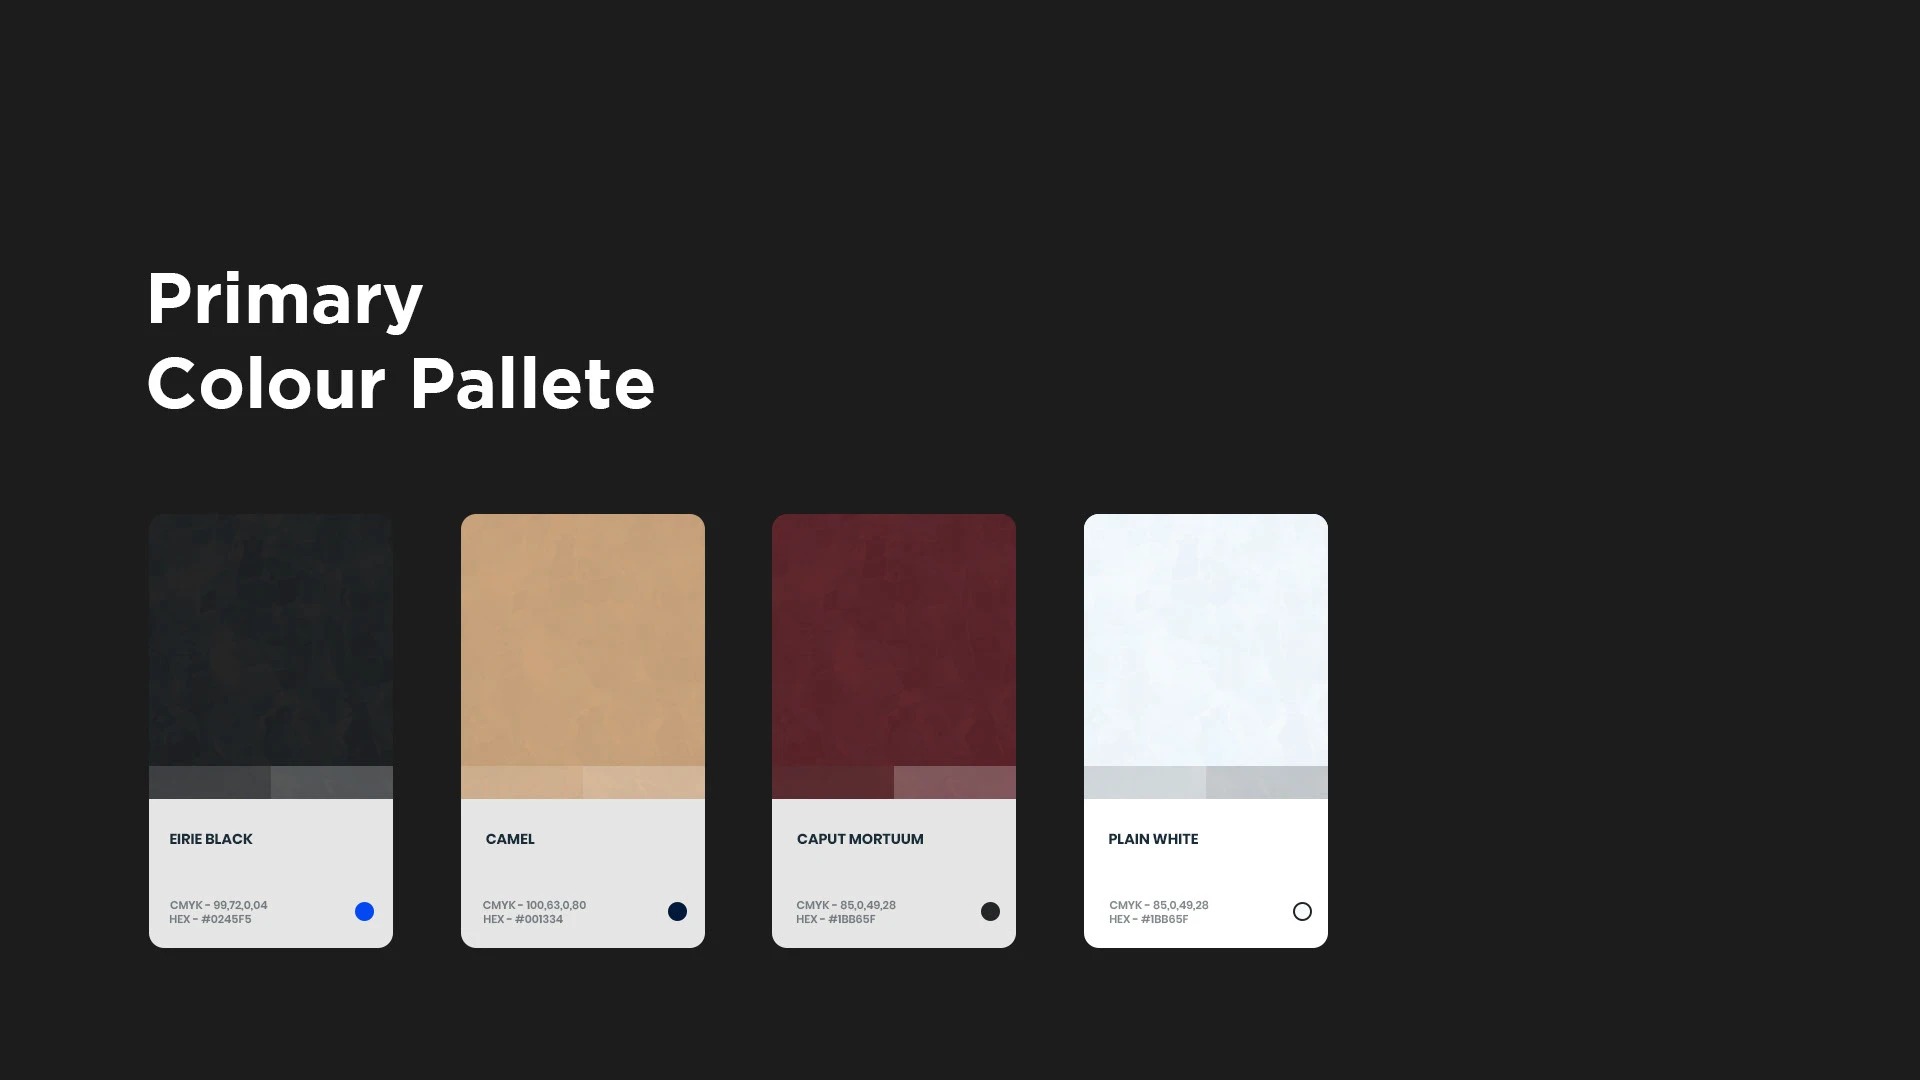 Primary
Colour Pallete
EIRIE BLACK
CMYK - 99,72,0,04
HEX - #0245F5
CAMEL
CMYK - 100,63,0,80
HEX - #001334
CAPUT MORTUUM
CMYK - 85,0,49,28
HEX - #1BB65F
PLAIN WHITE
CMYK - 85,0,49,28
HEX - #1BB65F